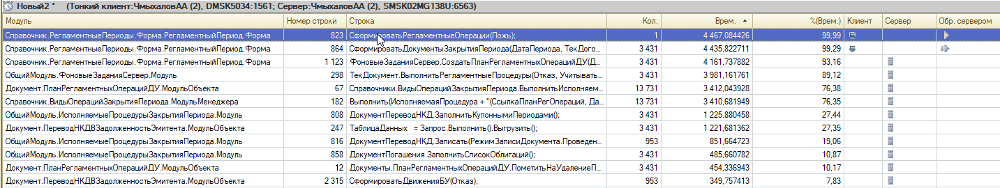 Новый2 * (Тонкий клиент:ЧмыхаловАА (2), DMSK5034:1561; Сервер:ЧмыхаловАА (2), SMSK02MG138U:6563)
Модуль Номер строки Строка Кол. Врем. %(Врем.) Клиент Сервер Обр. сервером
Справочник.РегламентныеПериоды.Форма.РегламентныйПериод.Форма 823 СформироватьРегламентныеОперации(Ложь); 1 4 467,084426 99,99
Справочник.РегламентныеПериоды.Форма.РегламентныйПериод.Форма 864 СформироватьДокументыЗакрытияПериода(ДатаПериода, ТекДого... 3 431 4 435,822711 99,29
Справочник.РегламентныеПериоды.Форма.РегламентныйПериод.Форма 1 123 ФоновыеЗаданияСервер.СоздатьПланРегламентныхОперацийДУ(Д... 3 431 4 161,737882 93,16
ОбщийМодуль.ФоновыеЗаданияСервер.Модуль 298 ТекДокумент.ВыполнитьРегламентныеПроцедуры(Отказ, Учитывать... 3 431 3 981,161761 89,12
Документ.ПланРегламентныхОперацийДУ.МодульОбъекта 67 Справочники.ВидыОперацийЗакрытияПериода.ВыполнитьИсполняем... 13 731 3 412,043928 76,38
Справочник.ВидыОперацийЗакрытияПериода.МодульМенеджера 182 Выполнить(ИсполняемаяПроцедура + "(СсылкаПланРегОпераций, Да... 13 731 3 410,681949 76,35
ОбщийМодуль.ИсполняемыеПроцедурыЗакрытияПериода.Модуль 808 ДокументПереводНКД.ЗаполнитьКупоннымиПериодами(); 3 431 1 225,880458 27,44
Документ.ПереводНКДВЗадолженностьЭмитента.МодульОбъекта 247 ТаблицаДанных = Запрос.Выполнить().Выгрузить(); 3 431 1 221,681362 27,35
ОбщийМодуль.ИсполняемыеПроцедурыЗакрытияПериода.Модуль 816 ДокументПереводНКД.Записать(РежимЗаписиДокумента.Проведен... 953 851,664723 19,06
ОбщийМодуль.ИсполняемыеПроцедурыЗакрытияПериода.Модуль 858 ДокументПогашения.ЗаполнитьСписокОблигаций(); 3 431 485,660782 10,87
Документ.ПланРегламентныхОперацийДУ.МодульОбъекта 12 Документы.ПланРегламентныхОперацийДУ.ПометитьНаУдалениеП... 3 431 454,336943 10,17
Документ.ПереводНКДВЗадолженностьЭмитента.МодульОбъекта 2 315 СформироватьДвиженияБУ(Отказ); 953 349,757413 7,83